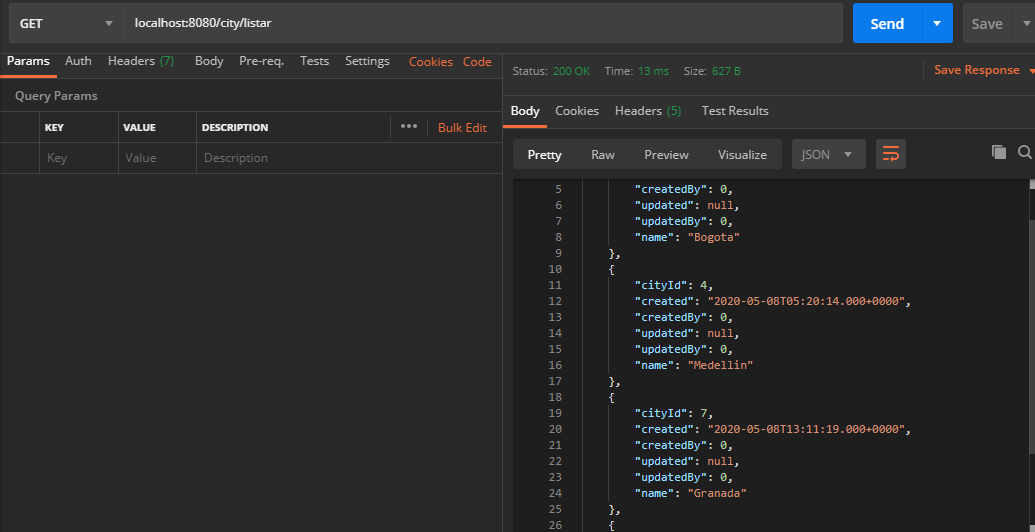 GET localhost:8080/city/listar Send Save
Params Auth Headers (7) Body Pre-req. Tests Settings Cookies Code
Query Params
KEY VALUE DESCRIPTION ••• Bulk Edit
Key Value Description
Status: 200 OK Time: 13 ms Size: 627 B Save Response
Body Cookies Headers (5) Test Results
Pretty Raw Preview Visualize JSON
5 "createdBy": 0,
6 "updated": null,
7 "updatedBy": 0,
8 "name": "Bogota"
9 },
10 {
11 "cityId": 4,
12 "created": "2020-05-08T05:20:14.000+0000",
13 "createdBy": 0,
14 "updated": null,
15 "updatedBy": 0,
16 "name": "Medellin"
17 },
18 {
19 "cityId": 7,
20 "created": "2020-05-08T13:11:19.000+0000",
21 "createdBy": 0,
22 "updated": null,
23 "updatedBy": 0,
24 "name": "Granada"
25 },
26 {